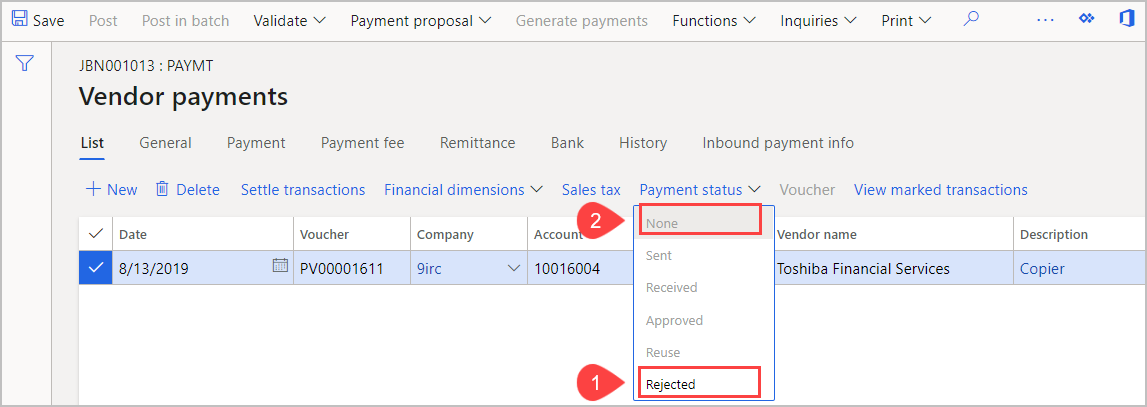 Save Post Post in batch Validate Payment proposal Generate payments Functions Inquiries Print ...
JBN001013 : PAYMT
Vendor payments
List General Payment Payment fee Remittance Bank History Inbound payment info
New Delete Settle transactions Financial dimensions Sales tax Payment status Voucher View marked transactions
Date Voucher Company Account Vendor name Description
2 None
8/13/2019 PV00001611 9irc 10016004 Toshiba Financial Services Copier
Sent
Received
Approved
Reuse
1 Rejected